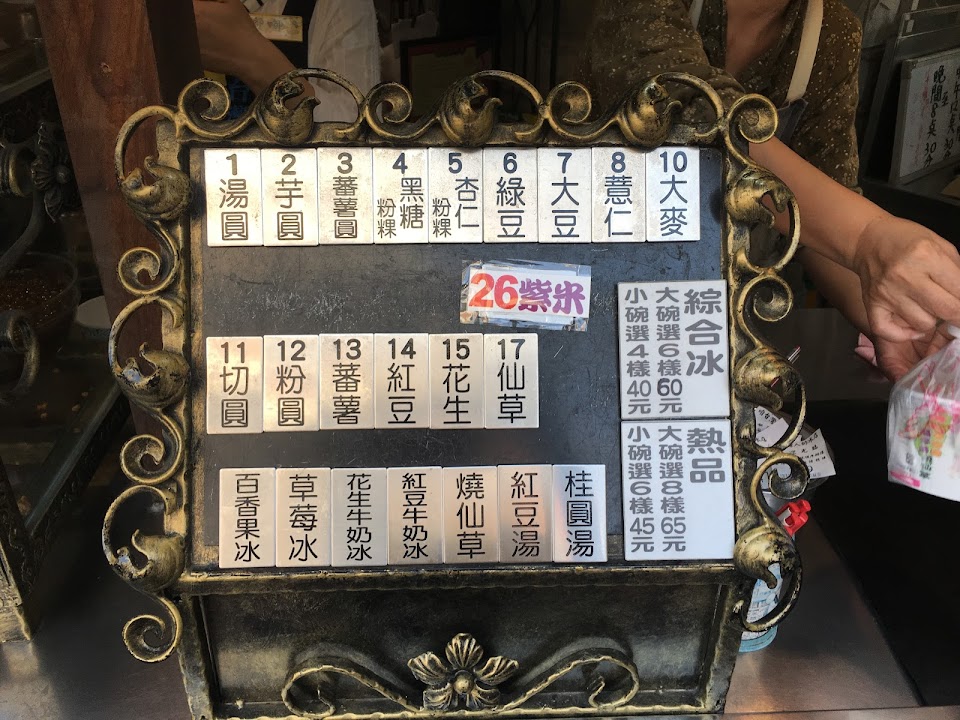 1 湯圓
2 芋圓
3 蕃薯圓
4 黑糖粉粿
5 杏仁粉粿
6 綠豆
7 大豆
8 薏仁
10 大麥
26紫米
11 切圓
12 粉圓
13 蕃薯
14 紅豆
15 花生
17 仙草
綜合冰
大碗選6樣60元
小碗選4樣40元
熱品
大碗選8樣65元
小碗選6樣45元
百香果冰
草莓冰
花生牛奶冰
紅豆牛奶冰
燒仙草
紅豆湯
桂圓湯